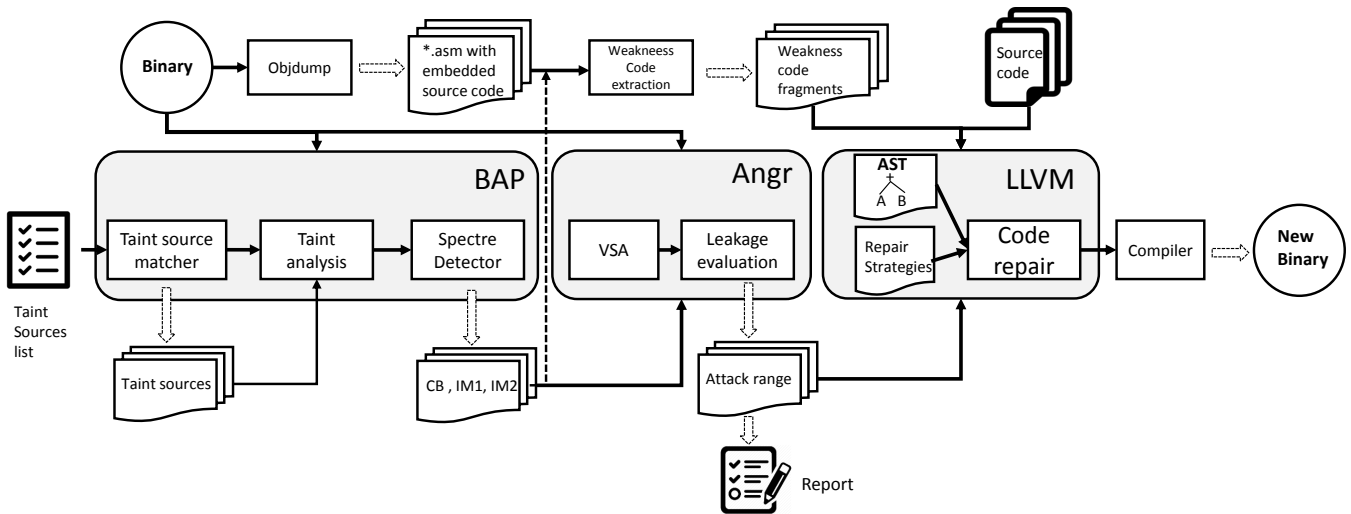 Binary
Objdump
*.asm with
embedded
source code
Weakneess
Code
extraction
Weakness
code
fragments
Source
code
BAP
Angr
LLVM
AST
+
A B
Taint source
matcher
Taint
analysis
Spectre
Detector
VSA
Leakage
evaluation
Repair
Strategies
Code
repair
Compiler
New
Binary
Taint
Sources
list
Taint sources
CB , IM1, IM2
Attack range
Report